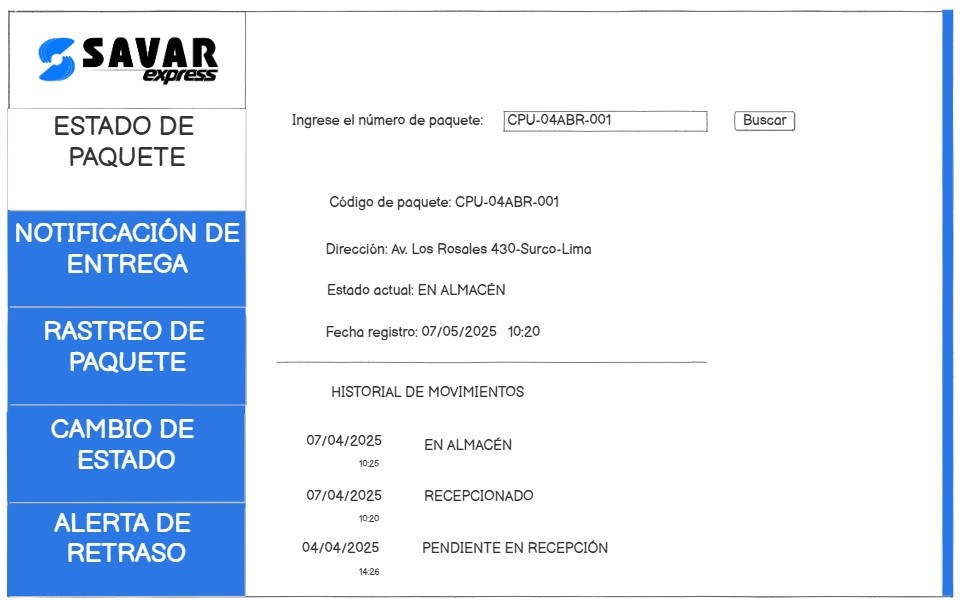 SAVAR
express
ESTADO DE
PAQUETE
NOTIFICACIÓN DE
ENTREGA
RASTREO DE
PAQUETE
CAMBIO DE
ESTADO
ALERTA DE
RETRASO
Ingrese el número de paquete: CPU-04ABR-001 Buscar
Código de paquete: CPU-04ABR-001
Dirección: Av. Los Rosales 430-Surco-Lima
Estado actual: EN ALMACÉN
Fecha registro: 07/05/2025 10:20
HISTORIAL DE MOVIMIENTOS
07/04/2025 EN ALMACÉN
10:25
07/04/2025 RECEPCIONADO
10:20
04/04/2025 PENDIENTE EN RECEPCIÓN
14:26